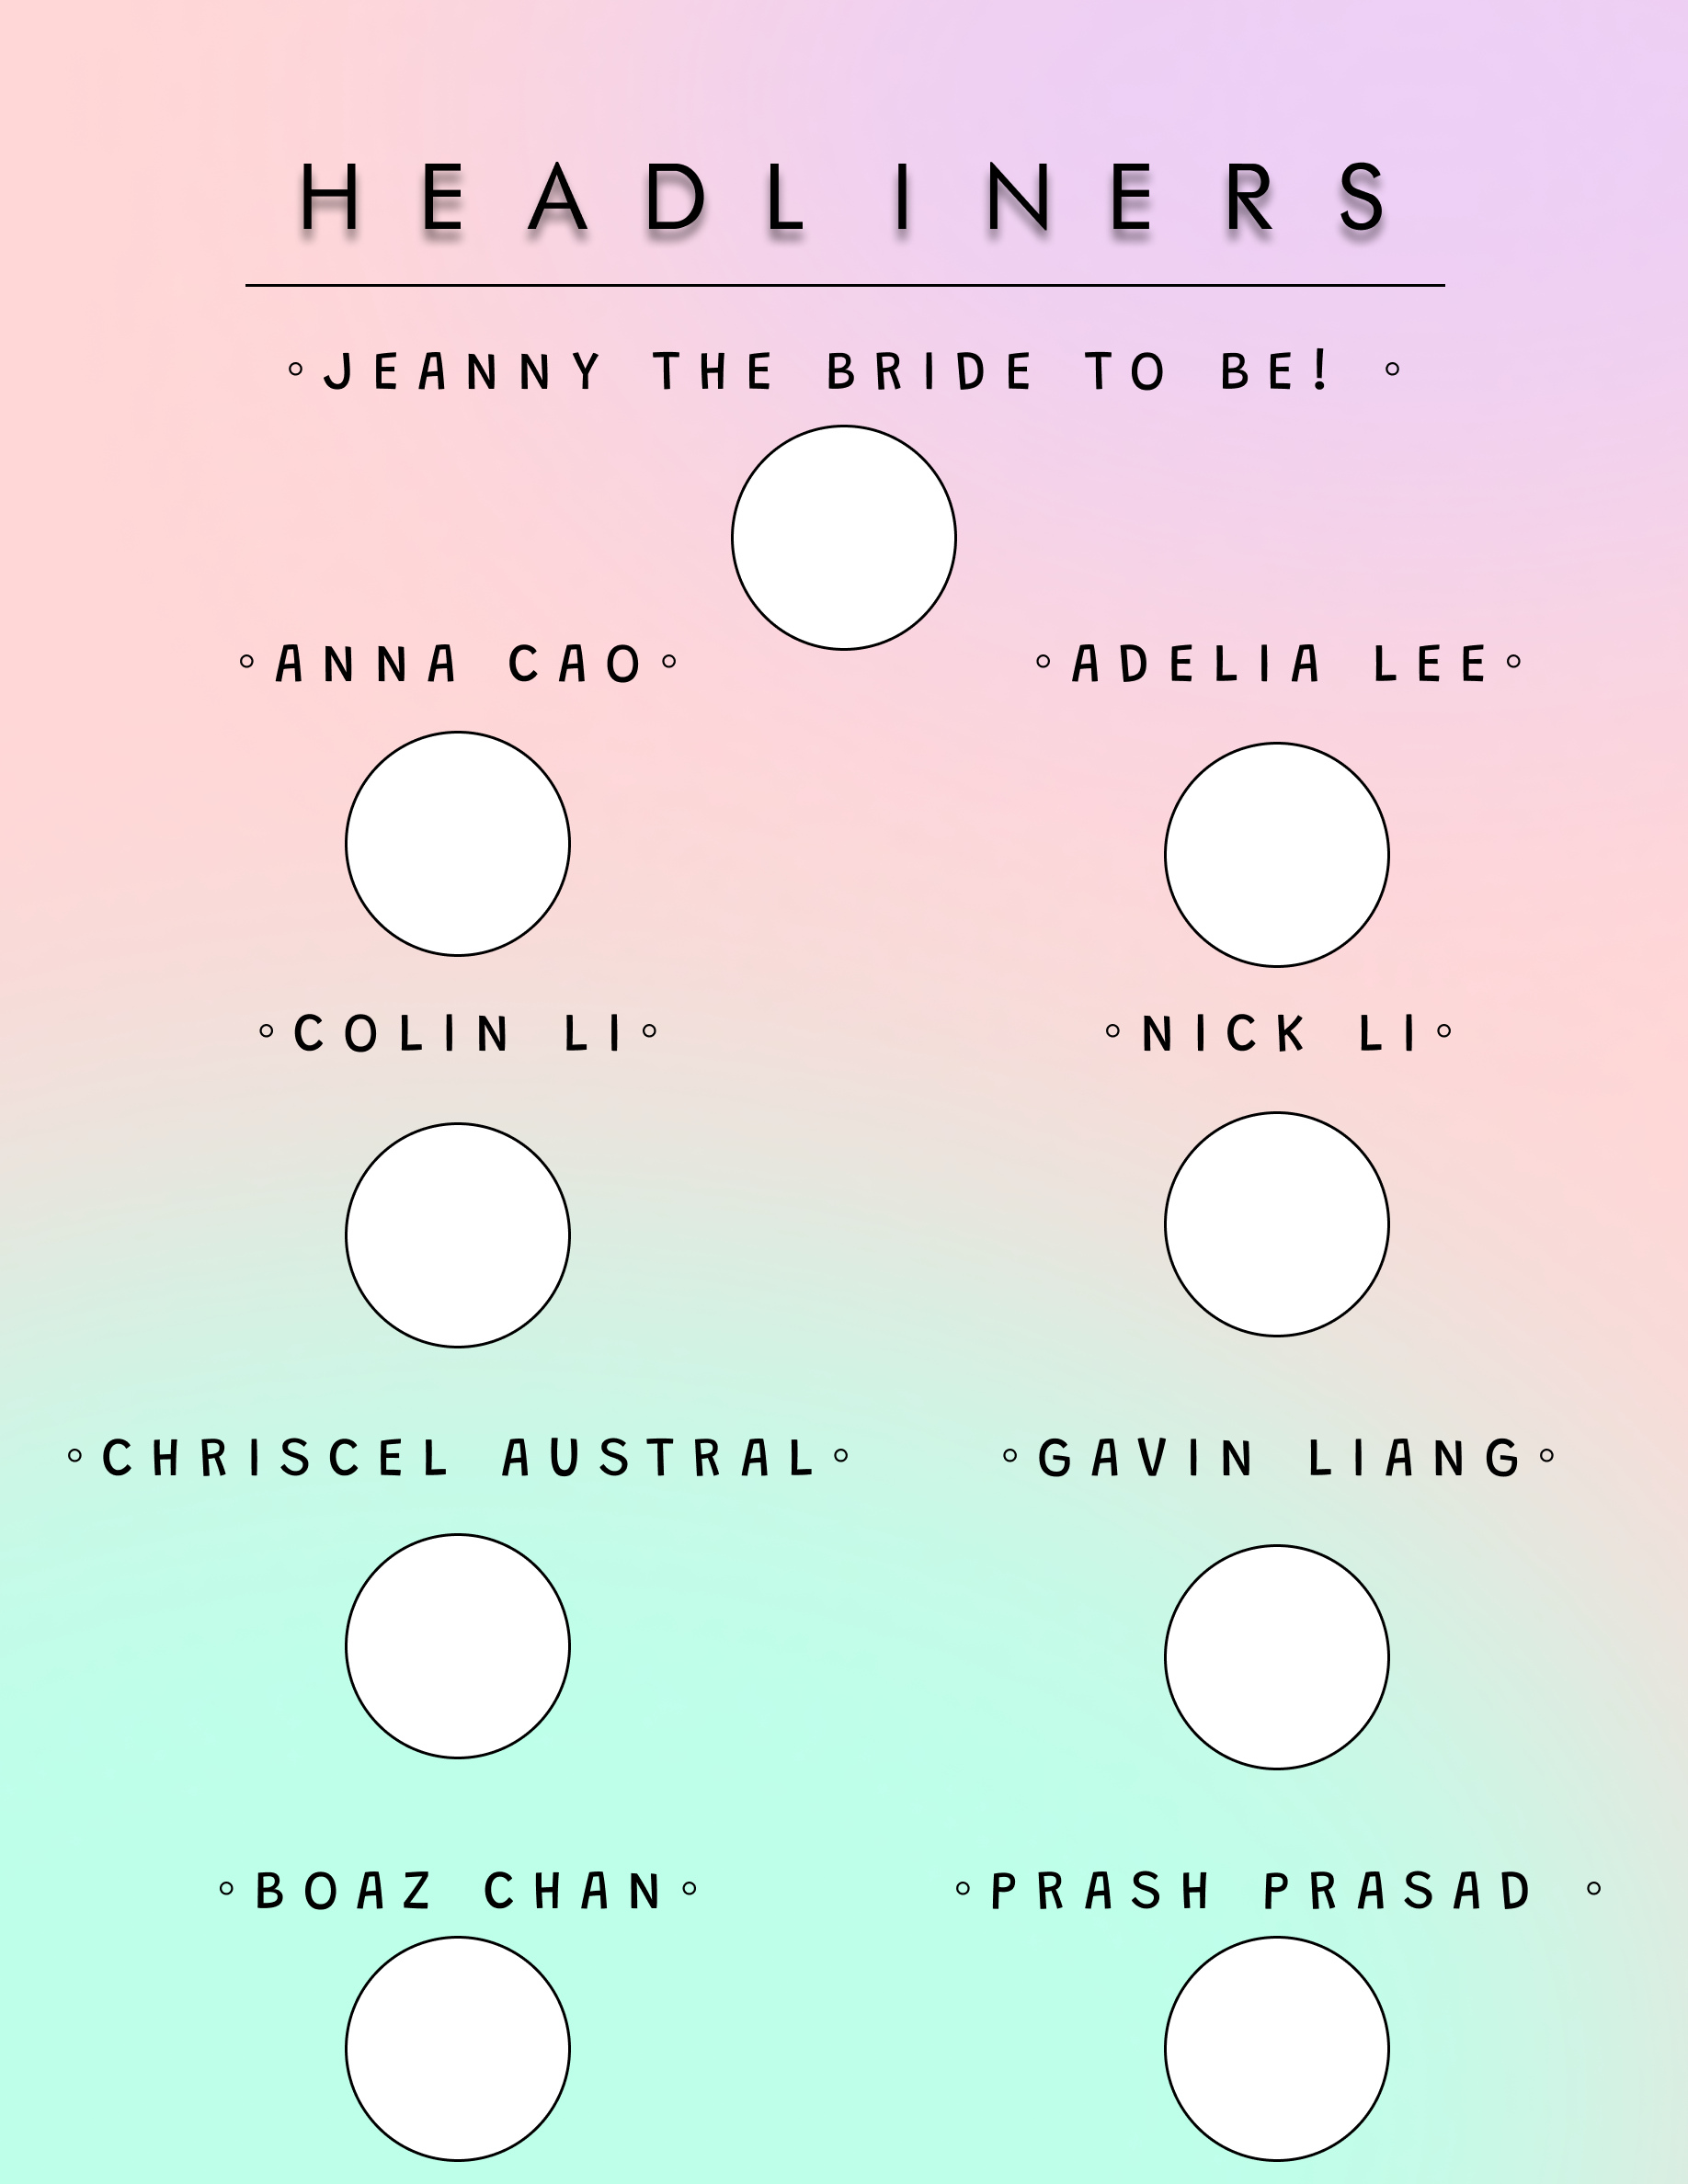 HEADLINERS
°JEANNY THE BRIDE TO BE! °
°ANNA CAO°
°ADELIA LEE°
°COLIN LI°
°NICK LI°
°CHRISCEL AUSTRAL°
°GAVIN LIANG°
°BOAZ CHAN°
°PRASH PRASAD °